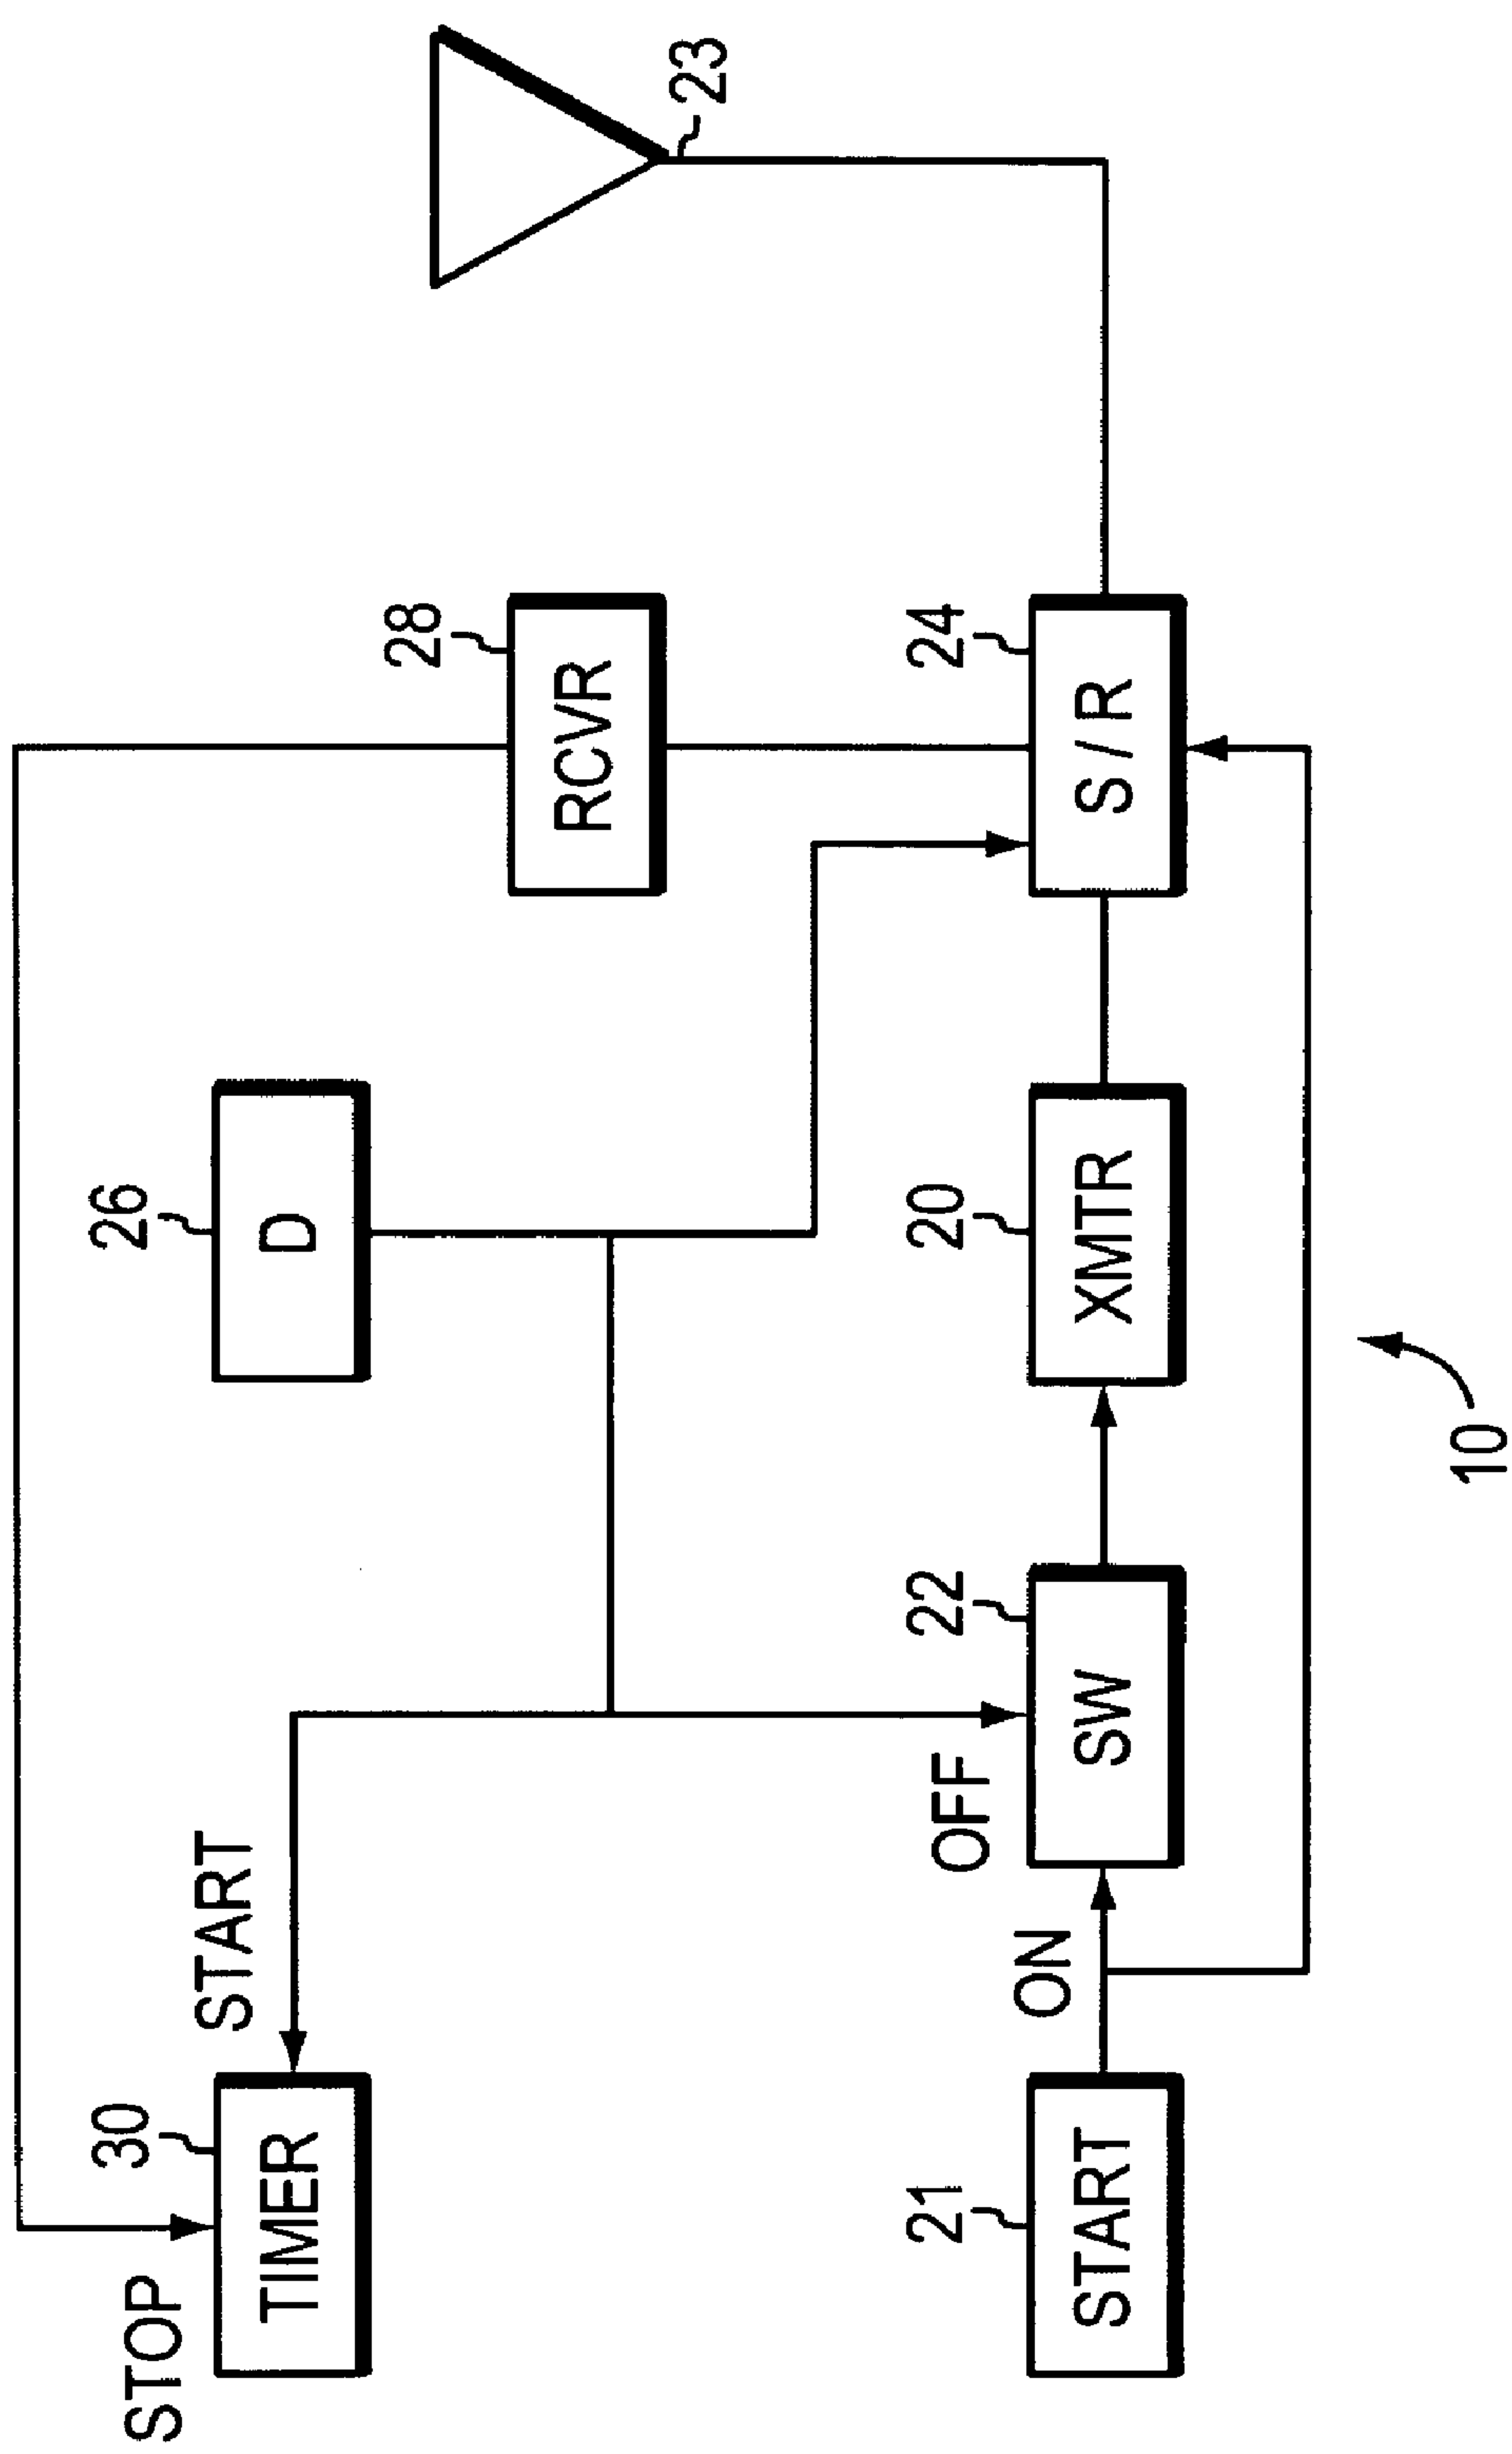 STOP
30
TIMER
START
26
D
28
RCVR
23
21
START
ON
OFF
22
SW
20
XMTR
24
S / R
10